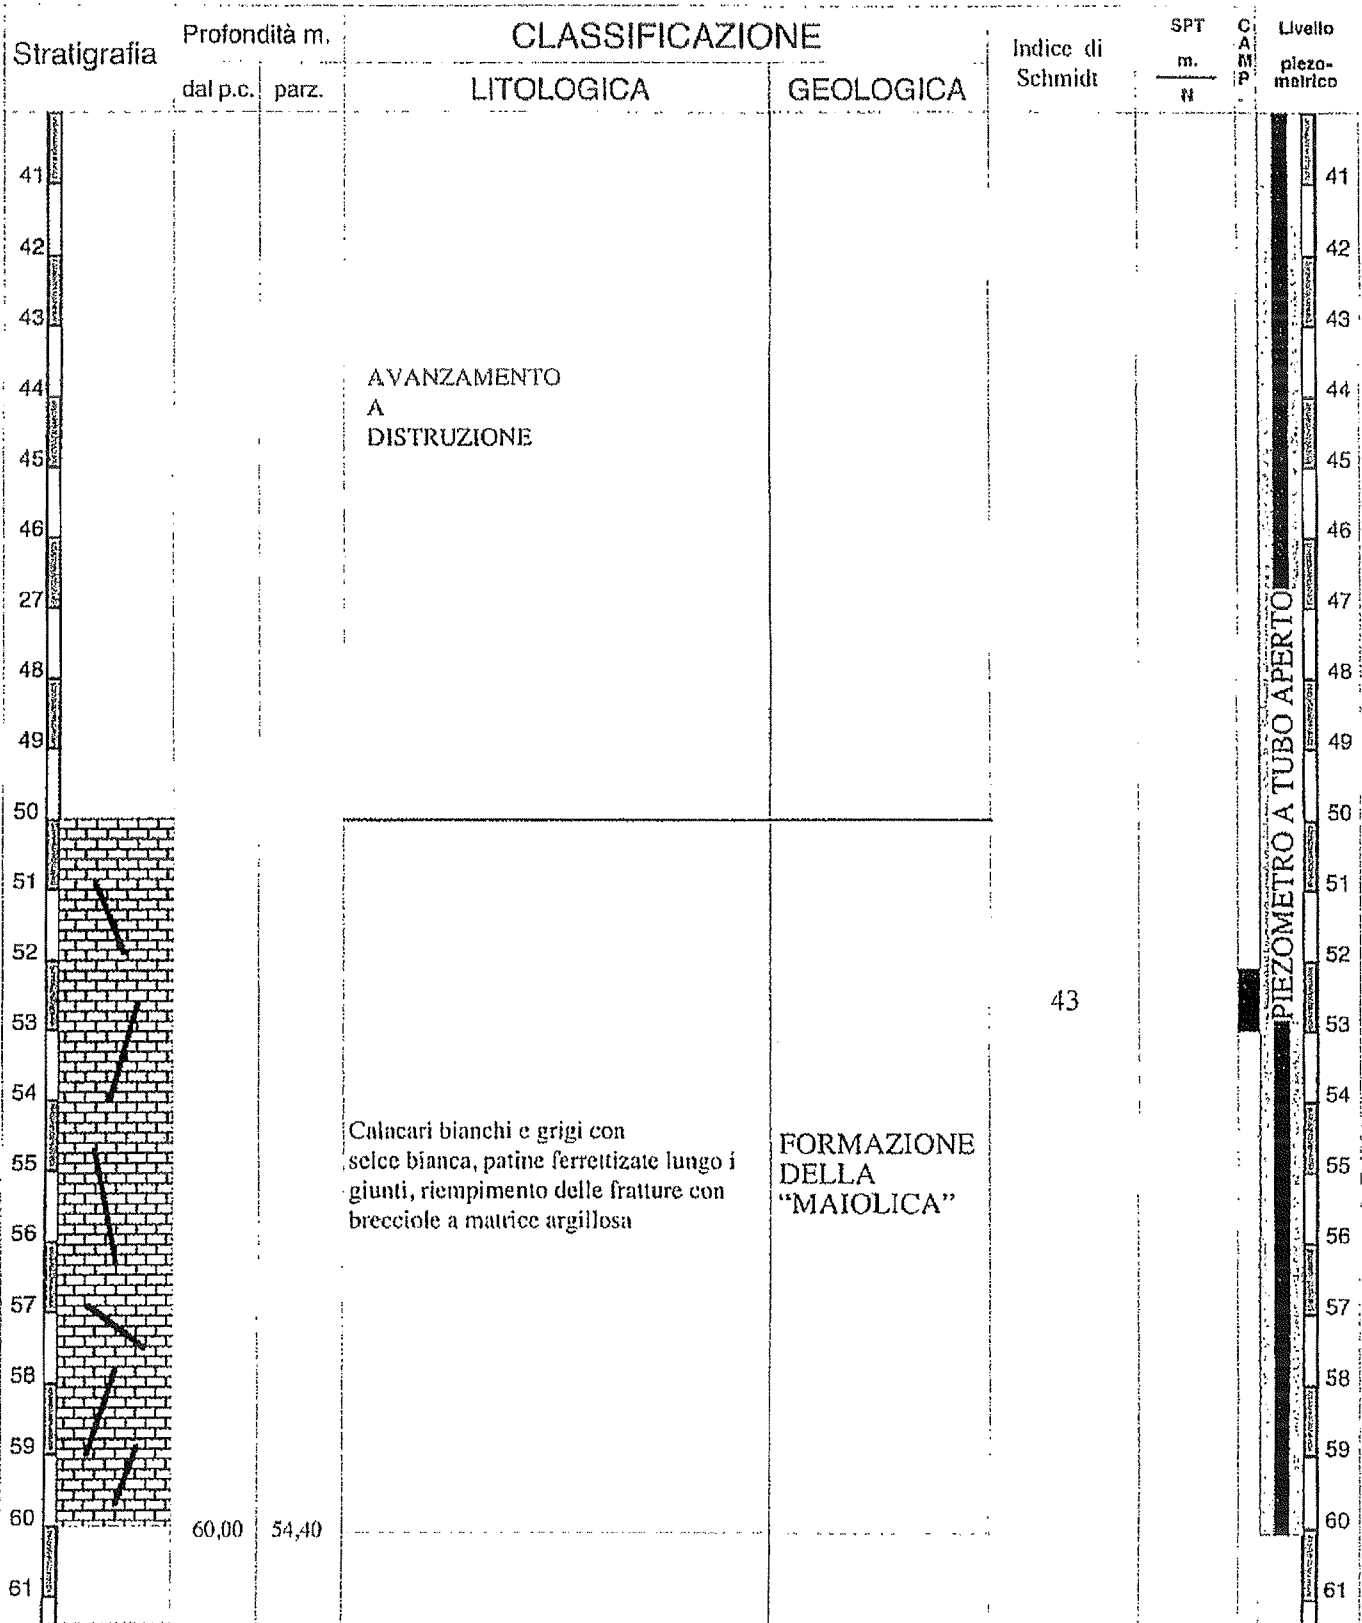 Stratigrafia
Profondità m.
dal p.c.
parz.
CLASSIFICAZIONE
LITOLOGICA
GEOLOGICA
Indice di
Schmidt
SPT
m.
N
CAMP.
Livello
piezo-
metrico
41
42
43
44
45
46
27
48
49
50
51
52
53
54
55
56
57
58
59
60
61
60,00
54,40
AVANZAMENTO
A
DISTRUZIONE
Calacari bianchi e grigi con
selce bianca, patine ferrettizate lungo i
giunti, riempimento delle fratture con
brecciole a matrice argillosa
FORMAZIONE
DELLA
“MAIOLICA”
43
PIEZOMETRO A TUBO APERTO
41
42
43
44
45
46
47
48
49
50
51
52
53
54
55
56
57
58
59
60
61